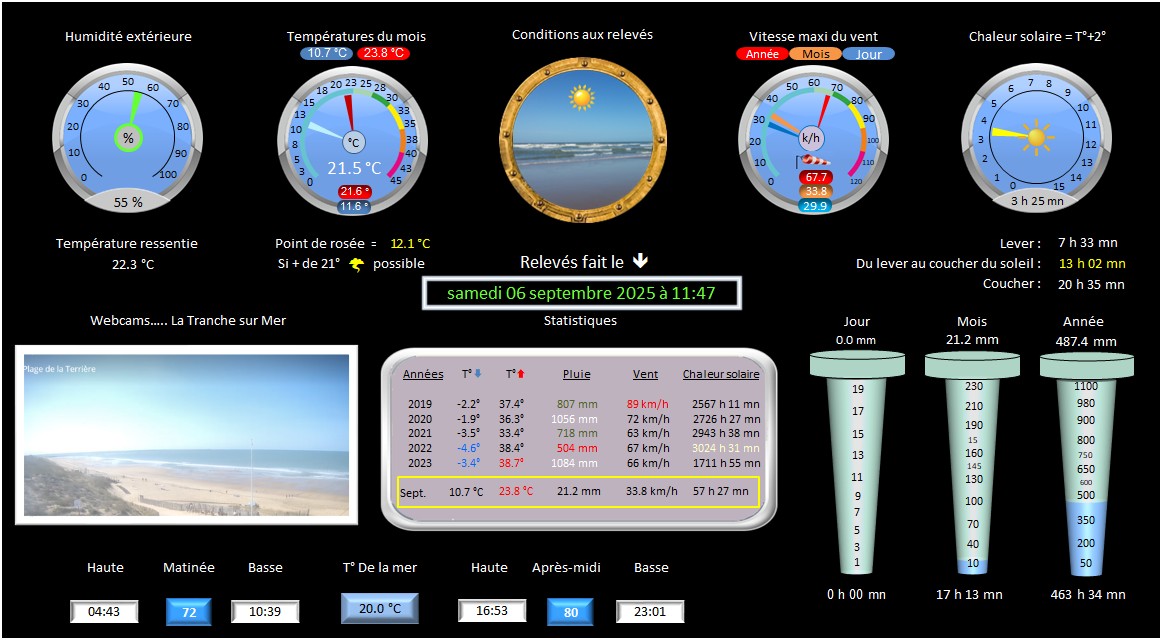 Humidité extérieure
Températures du mois
10.7 °C 23.8 °C
Conditions aux relevés
Vitesse maxi du vent
Année Mois Jour
Chaleur solaire = T°+2°
0 10 20 30 40 50 60 70 80 90 100
%
55 %
0 3 5 8 10 13 15 18 20 23 25 28 30 33 35 38 40 43 45
°C
21.5 °C
21.6 °
11.6 °
0 10 20 30 40 50 60 70 80 90 100 110 120
k/h
67.7
33.8
29.9
0 1 2 3 4 5 6 7 8 9 10 11 12 13 14 15
3 h 25 mn
Température ressentie
22.3 °C
Point de rosée = 12.1 °C
Si + de 21° possible
Relevés fait le
samedi 06 septembre 2025 à 11:47
Lever : 7 h 33 mn
Du lever au coucher du soleil : 13 h 02 mn
Coucher : 20 h 35 mn
Webcams..... La Tranche sur Mer
Plage de la Terrière
Statistiques
Années T° T° Pluie Vent Chaleur solaire
2019 -2.2° 37.4° 807 mm 89 km/h 2567 h 11 mn
2020 -1.9° 36.3° 1056 mm 72 km/h 2726 h 27 mn
2021 -3.5° 33.4° 718 mm 63 km/h 2943 h 38 mn
2022 -4.6° 38.4° 504 mm 67 km/h 3024 h 31 mn
2023 -3.4° 38.7° 1084 mm 66 km/h 1711 h 55 mn
Sept. 10.7 °C 23.8 °C 21.2 mm 33.8 km/h 57 h 27 mn
Jour
0.0 mm
19
17
15
13
11
9
7
5
3
1
0 h 00 mn
Mois
21.2 mm
230
210
190
15
160
145
130
100
70
40
10
17 h 13 mn
Année
487.4 mm
1100
980
900
800
750
650
600
500
350
200
50
463 h 34 mn
Haute Matinée Basse T° De la mer Haute Après-midi Basse
04:43 72 10:39 20.0 °C 16:53 80 23:01